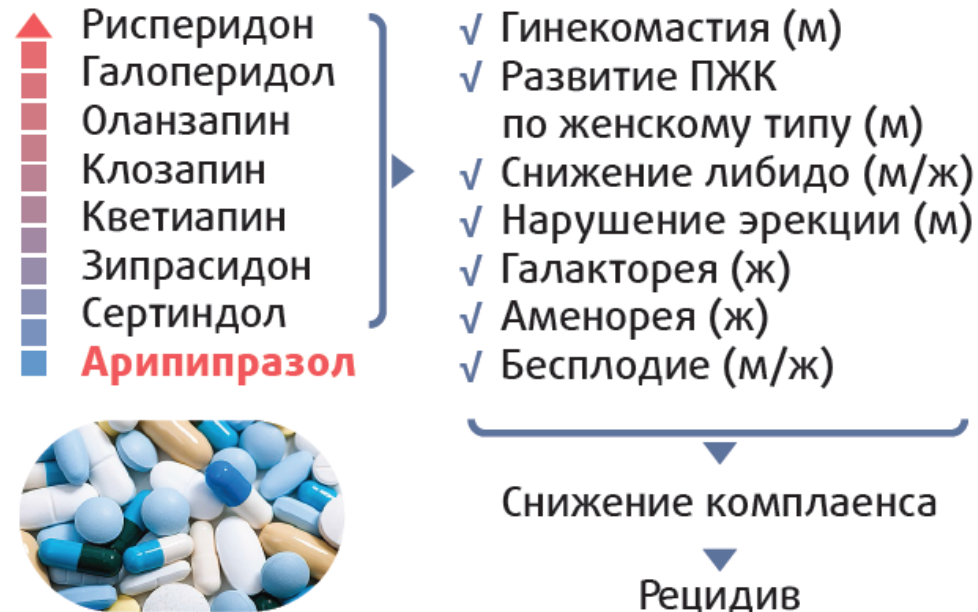 Рисперидон
Галоперидол
Оланзапин
Клозапин
Кветиапин
Зипрасидон
Сертиндол
Арипипразол
√ Гинекомастия (м)
√ Развитие ПЖК
по женскому типу (м)
√ Снижение либидо (м/ж)
√ Нарушение эрекции (м)
√ Галакторея (ж)
√ Аменорея (ж)
√ Бесплодие (м/ж)
Снижение комплаенса
Рецидив